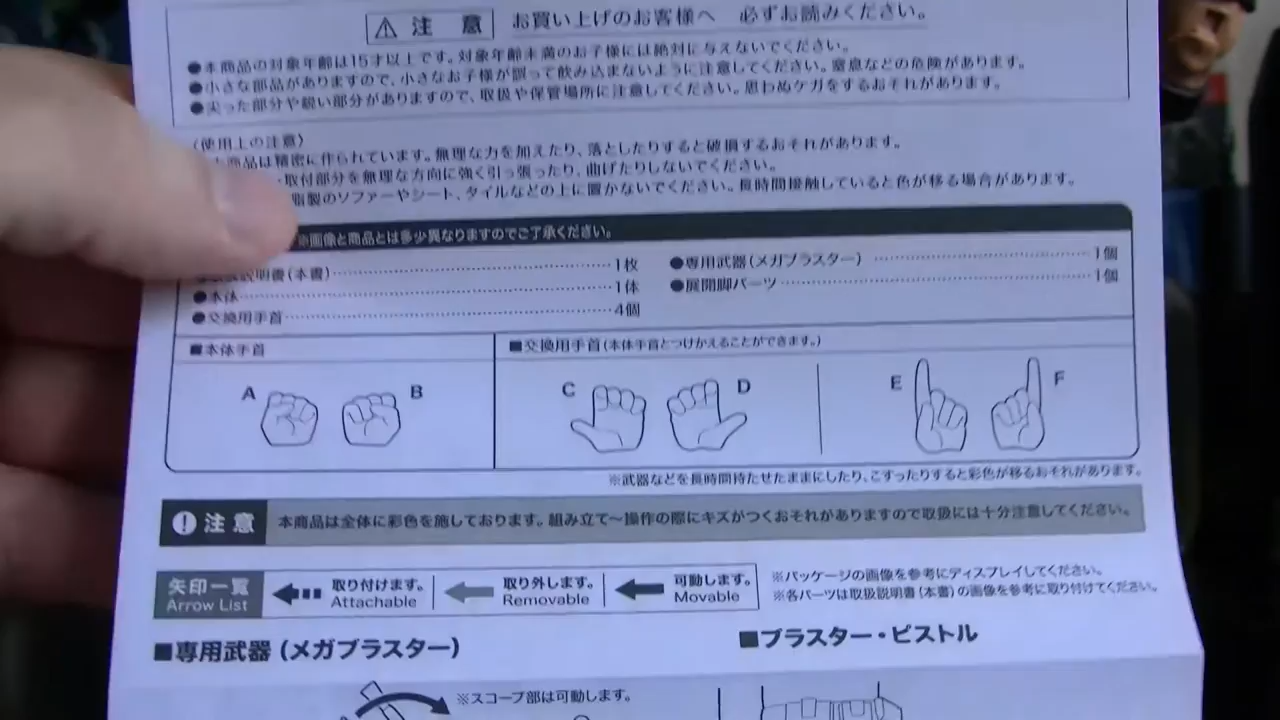 ⚠ 注 意 お買い上げのお客様へ 必ずお読みください。
●本商品の対象年齢は15才以上です。対象年齢未満のお子様には絶対に与えないでください。
●小さな部品がありますので、小さなお子様が誤って飲み込まないように注意してください。窒息などの危険があります。
●尖った部分や鋭い部分がありますので、取扱や保管場所に注意してください。思わぬケガをするおそれがあります。
〈使用上の注意〉
商品は精密に作られています。無理な力を加えたり、落としたりすると破損するおそれがあります。
・取付部分を無理な方向に強く引っ張ったり、曲げたりしないでください。
脂製のソファーやシート、タイルなどの上に置かないでください。長時間接触していると色が移る場合があります。
※画像と商品とは多少異なりますのでご了承ください。
説明書(本書) 1枚
●本体 1体
●交換用手首 4個
●専用武器(メガブラスター) 1個
●展開脚パーツ 1個
■本体手首
A B
■交換用手首(本体手首とつけかえることができます。)
C D E F
※武器などを長時間持たせたままにしたり、こすったりすると彩色が移るおそれがあります。
! 注意 本商品は全体に彩色を施しております。組み立て～操作の際にキズがつくおそれがありますので取扱には十分注意してください。
矢印一覧
Arrow List
取り付けます。
Attachable
取り外します。
Removable
可動します。
Movable
※パッケージの画像を参考にディスプレイしてください。
※各パーツは取扱説明書(本書)の画像を参考に取り付けてください。
■専用武器(メガブラスター)
■ブラスター・ピストル
※スコープ部は可動します。